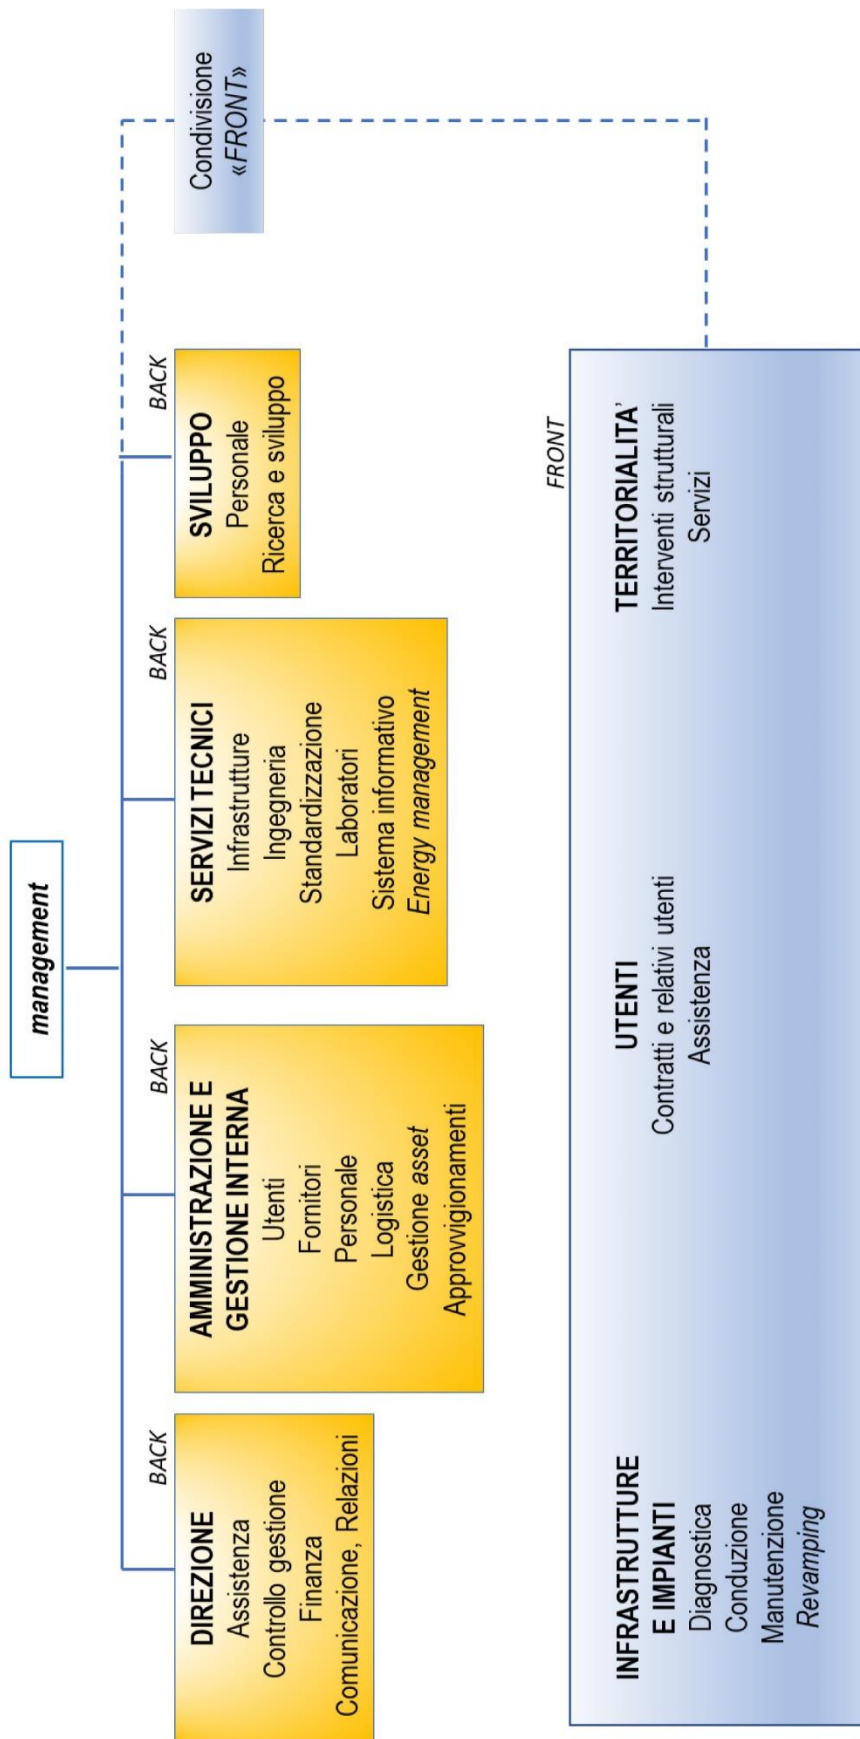 management
BACK
DIREZIONE
Assistenza
Controllo gestione
Finanza
Comunicazione, Relazioni
BACK
AMMINISTRAZIONE E
GESTIONE INTERNA
Utenti
Fornitori
Personale
Logistica
Gestione asset
Approvvigionamenti
BACK
SERVIZI TECNICI
Infrastrutture
Ingegneria
Standardizzazione
Laboratori
Sistema informativo
Energy management
BACK
SVILUPPO
Personale
Ricerca e sviluppo
Condivisione
«FRONT»
FRONT
INFRASTRUTTURE
E IMPIANTI
Diagnostica
Conduzione
Manutenzione
Revamping
UTENTI
Contratti e relativi utenti
Assistenza
TERRITORIALITA’
Interventi strutturali
Servizi